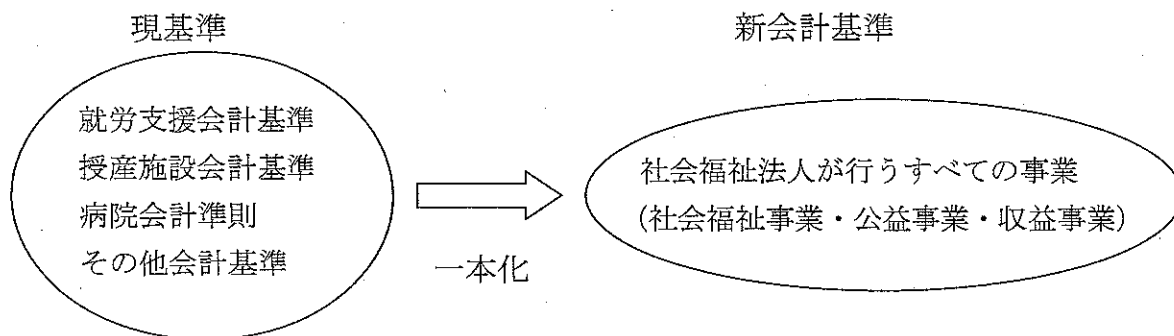 現基準
就労支援会計基準
授産施設会計基準
病院会計準則
その他会計基準
一本化
新会計基準
社会福祉法人が行うすべての事業
(社会福祉事業・公益事業・収益事業)